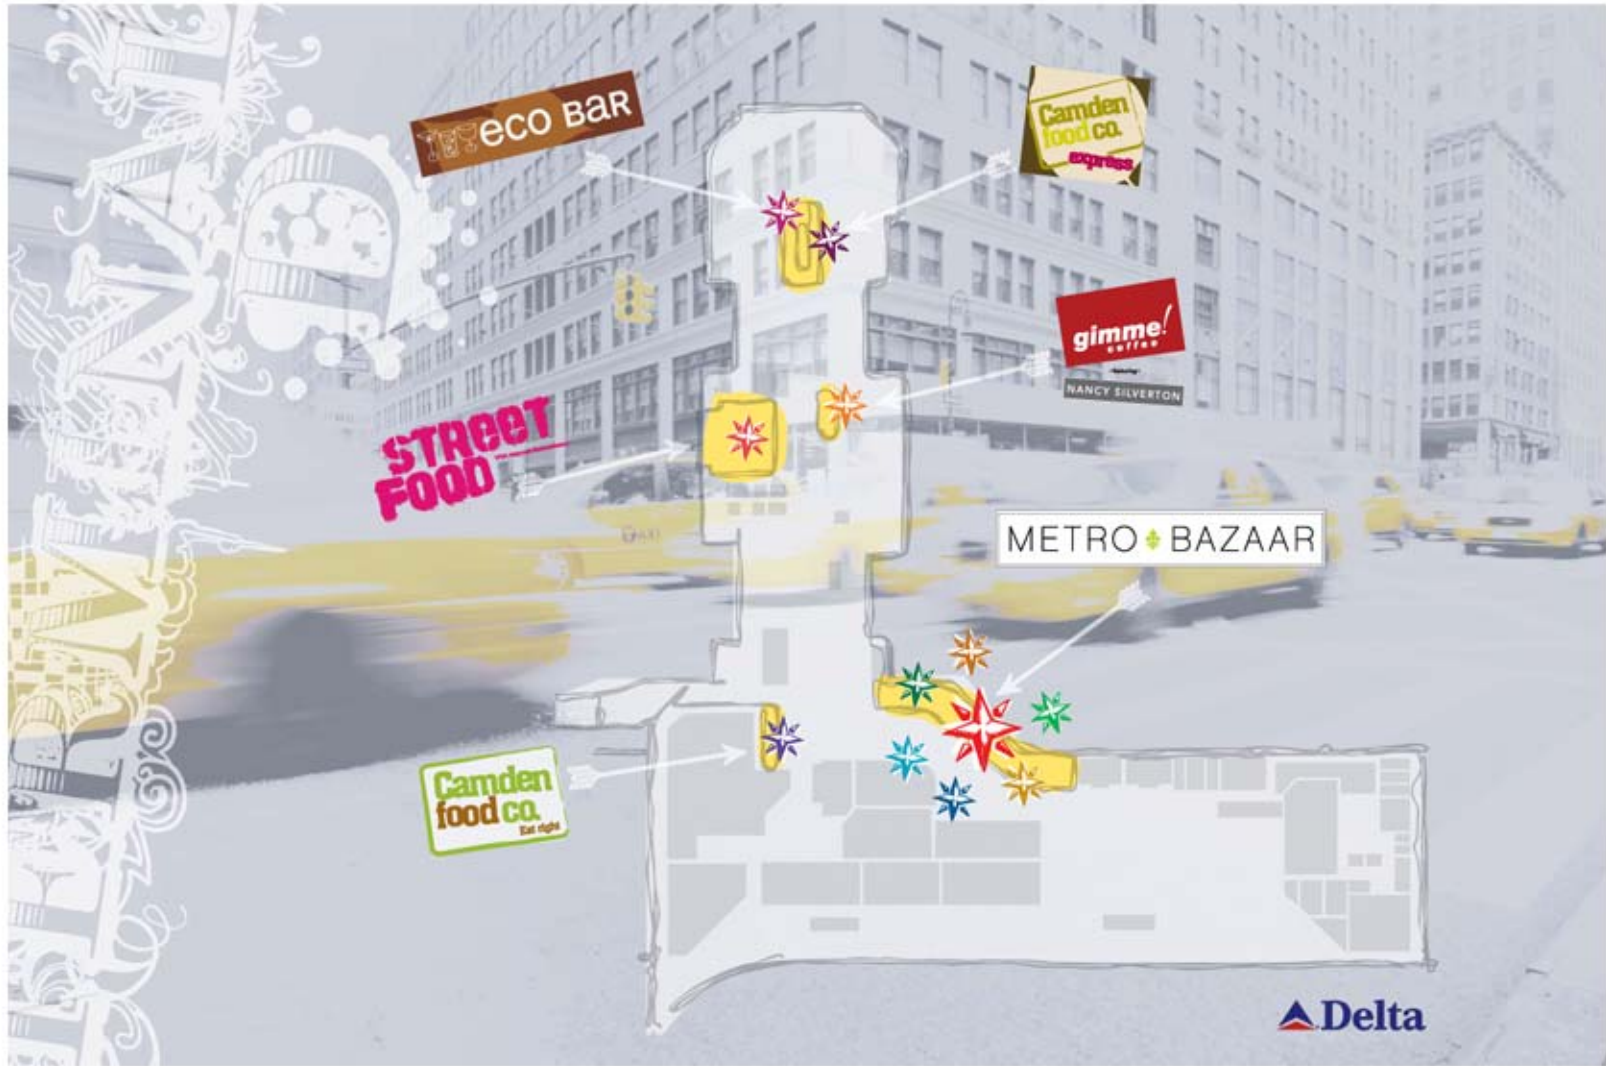 eco BaR
Camden
food co.
express
gimme!
coffee
NANCY SILVERTON
STReeT
FOOD
METRO BAZAAR
Camden
food co.
Eat right
Delta